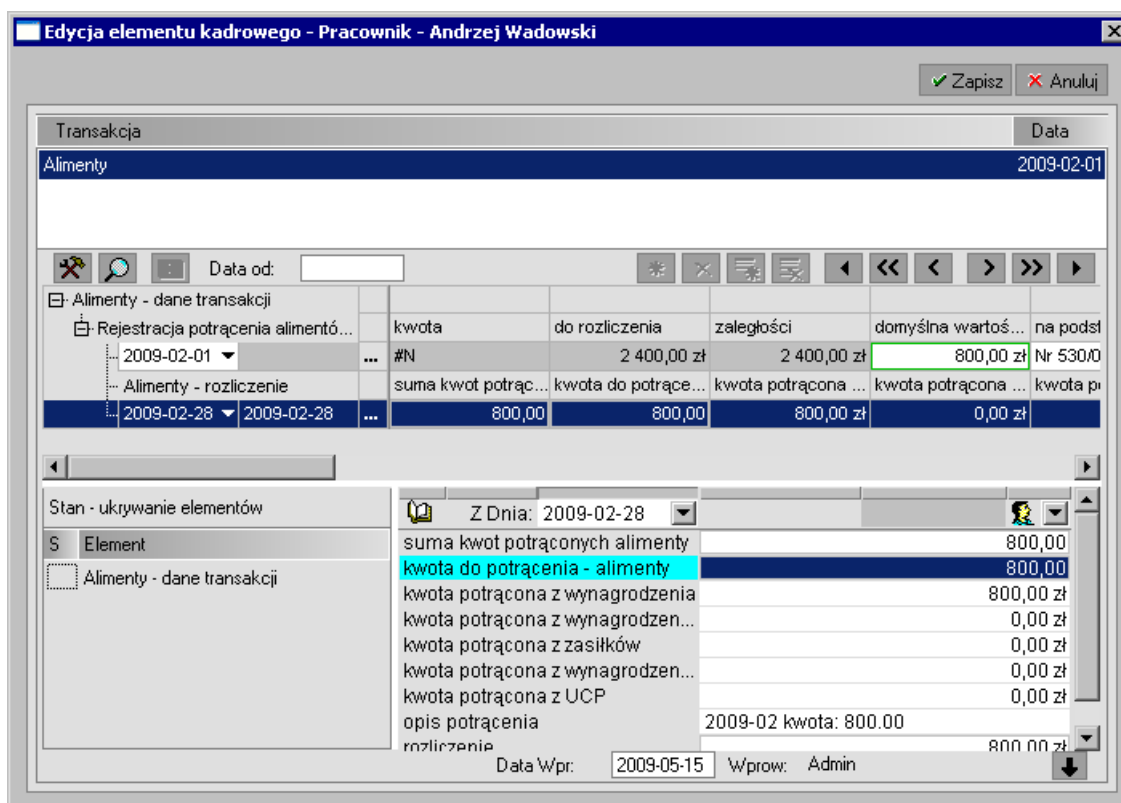 Edycja elementu kadrowego - Pracownik - Andrzej Wadowski
Zapisz Anuluj
Transakcja Data
Alimenty 2009-02-01
Data od:
Alimenty - dane transakcji
Rejestracja potrącenia alimentó... kwota do rozliczenia zaległości domyślna wartoś... na podst
2009-02-01 ... #N 2 400,00 zł 2 400,00 zł 800,00 zł Nr 530/0
Alimenty - rozliczenie suma kwot potrąc... kwota do potrące... kwota potrącona ... kwota potrącona ... kwota
2009-02-28 2009-02-28 ... 800,00 800,00 800,00 zł 0,00 zł
Stan - ukrywanie elementów
S Element
Alimenty - dane transakcji
Z Dnia: 2009-02-28
suma kwot potrąconych alimenty 800,00
kwota do potrącenia - alimenty 800,00
kwota potrącona z wynagrodzenia 800,00 zł
kwota potrącona z wynagrodzen... 0,00 zł
kwota potrącona z zasiłków 0,00 zł
kwota potrącona z wynagrodzen... 0,00 zł
kwota potrącona z UCP 0,00 zł
opis potrącenia 2009-02 kwota: 800.00
rozliczenie 800,00 zł
Data Wpr: 2009-05-15 Wprow: Admin